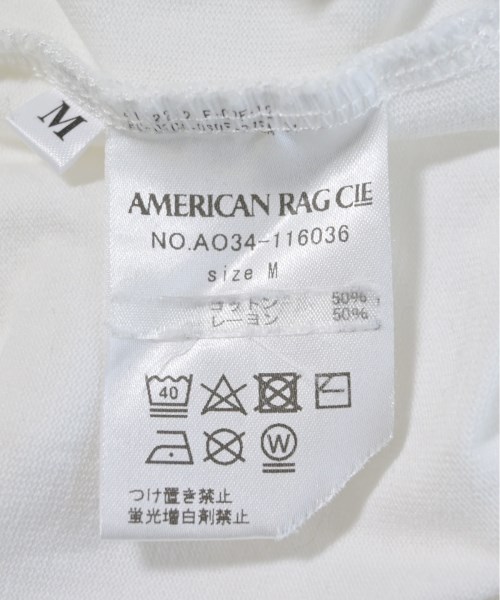 M
AMERICAN RAG CIE
NO.AO34-116036
size M
コットン 50%
レーヨン 50%
40
W
つけ置き禁止
蛍光増白剤禁止